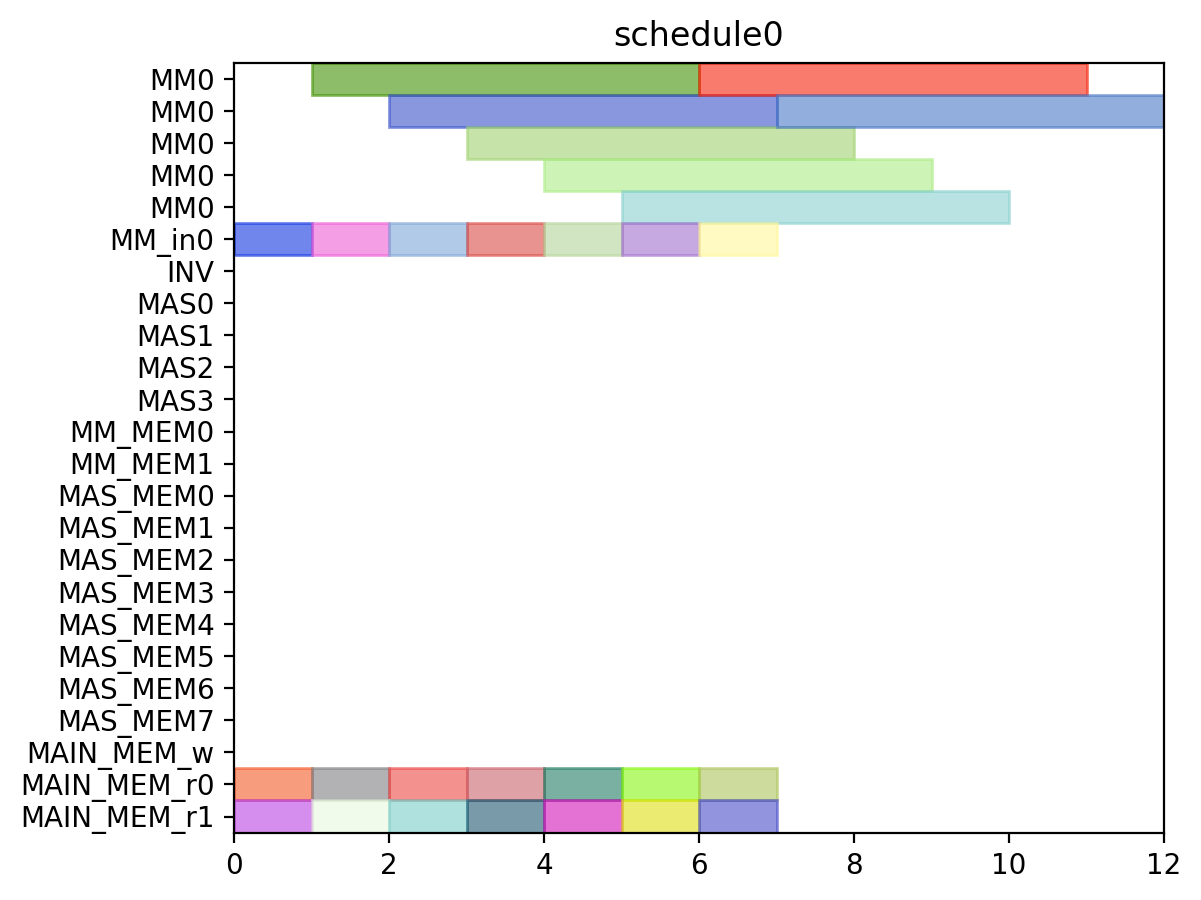 schedule0
MM0
MM0
MM0
MM0
MM0
MM_in0
INV
MAS0
MAS1
MAS2
MAS3
MM_MEM0
MM_MEM1
MAS_MEM0
MAS_MEM1
MAS_MEM2
MAS_MEM3
MAS_MEM4
MAS_MEM5
MAS_MEM6
MAS_MEM7
MAIN_MEM_w
MAIN_MEM_r0
MAIN_MEM_r1
0 2 4 6 8 10 12